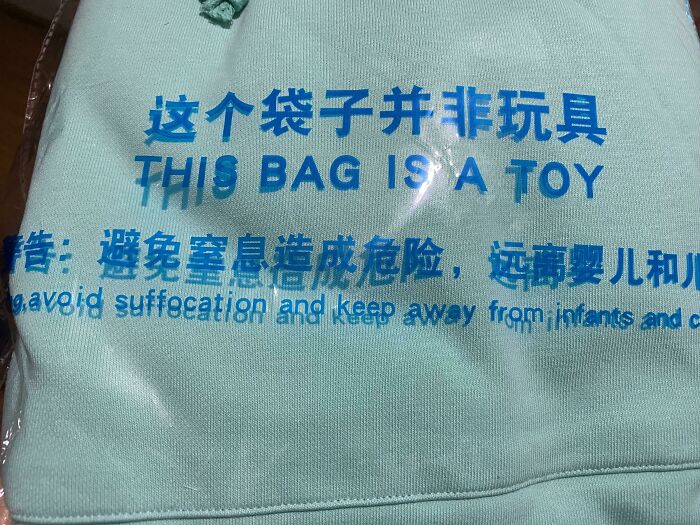 这个袋子并非玩具
THIS BAG IS A TOY
告：避免窒息造成危险，远离婴儿和
avoid suffocation and keep away from infants and